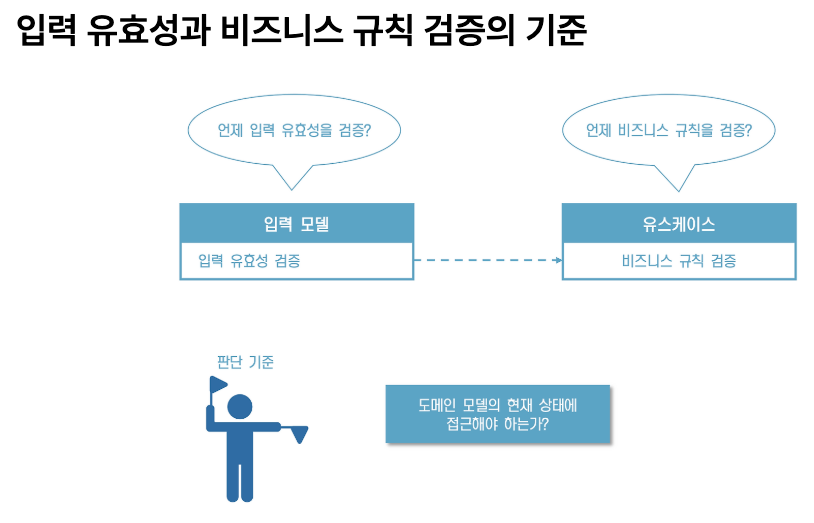 입력 유효성과 비즈니스 규칙 검증의 기준
언제 입력 유효성을 검증?
언제 비즈니스 규칙을 검증?
입력 모델
유스케이스
입력 유효성 검증
비즈니스 규칙 검증
판단 기준
도메인 모델의 현재 상태에
접근해야 하는가?